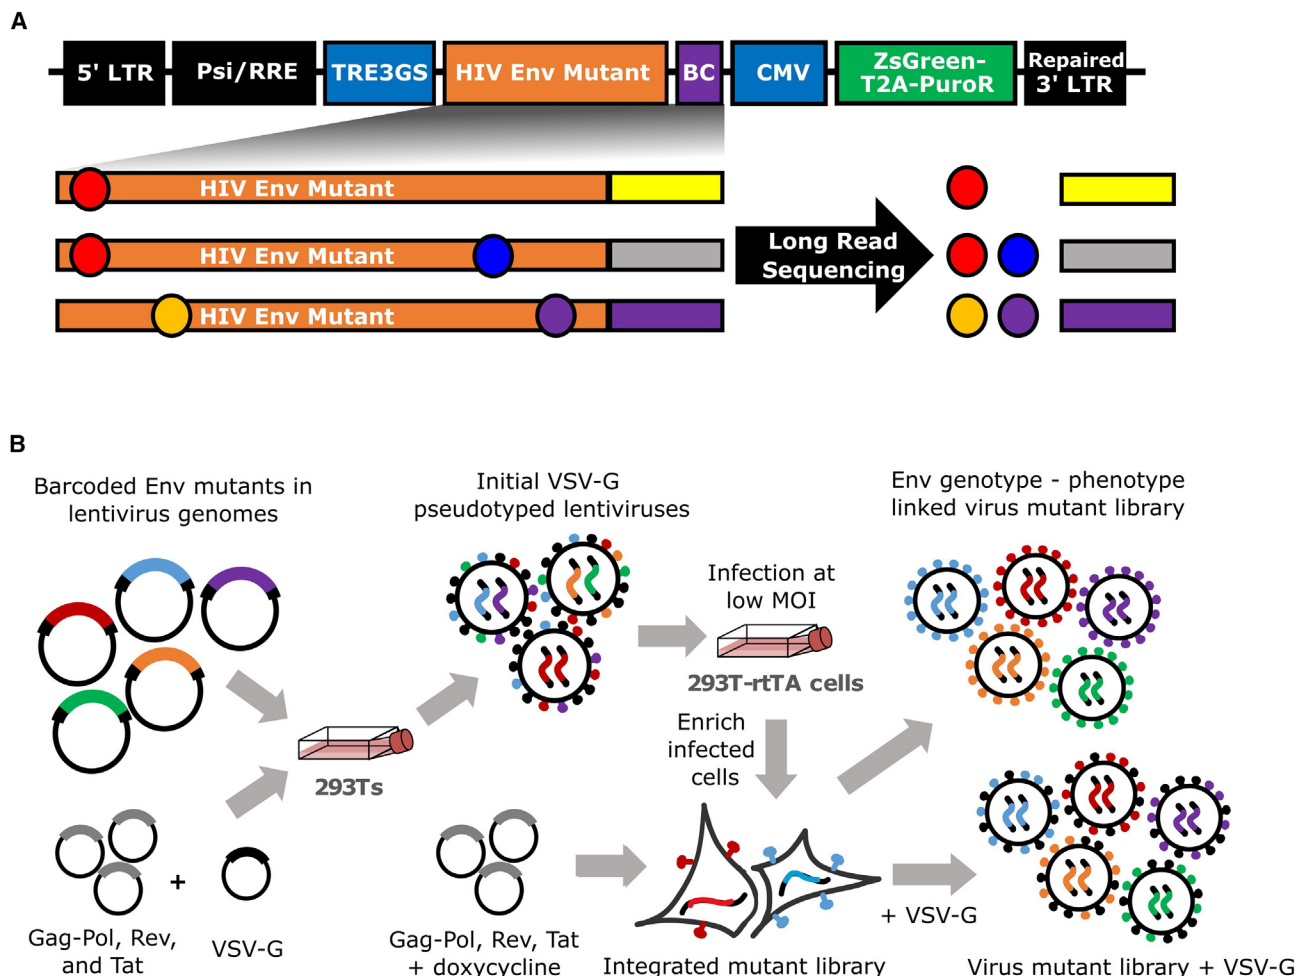 A
5' LTR
Psi/RRE
TRE3GS
HIV Env Mutant
BC
CMV
ZsGreen-
T2A-PuroR
Repaired
3' LTR
HIV Env Mutant
HIV Env Mutant
HIV Env Mutant
Long Read
Sequencing
B
Barcoded Env mutants in
lentivirus genomes
Initial VSV-G
pseudotyped lentiviruses
Env genotype - phenotype
linked virus mutant library
Infection at
low MOI
293T-rtTA cells
Enrich
infected
cells
293Ts
+
Gag-Pol, Rev,
and Tat
VSV-G
Gag-Pol, Rev, Tat
+ doxycycline
Integrated mutant library
+ VSV-G
Virus mutant library + VSV-G